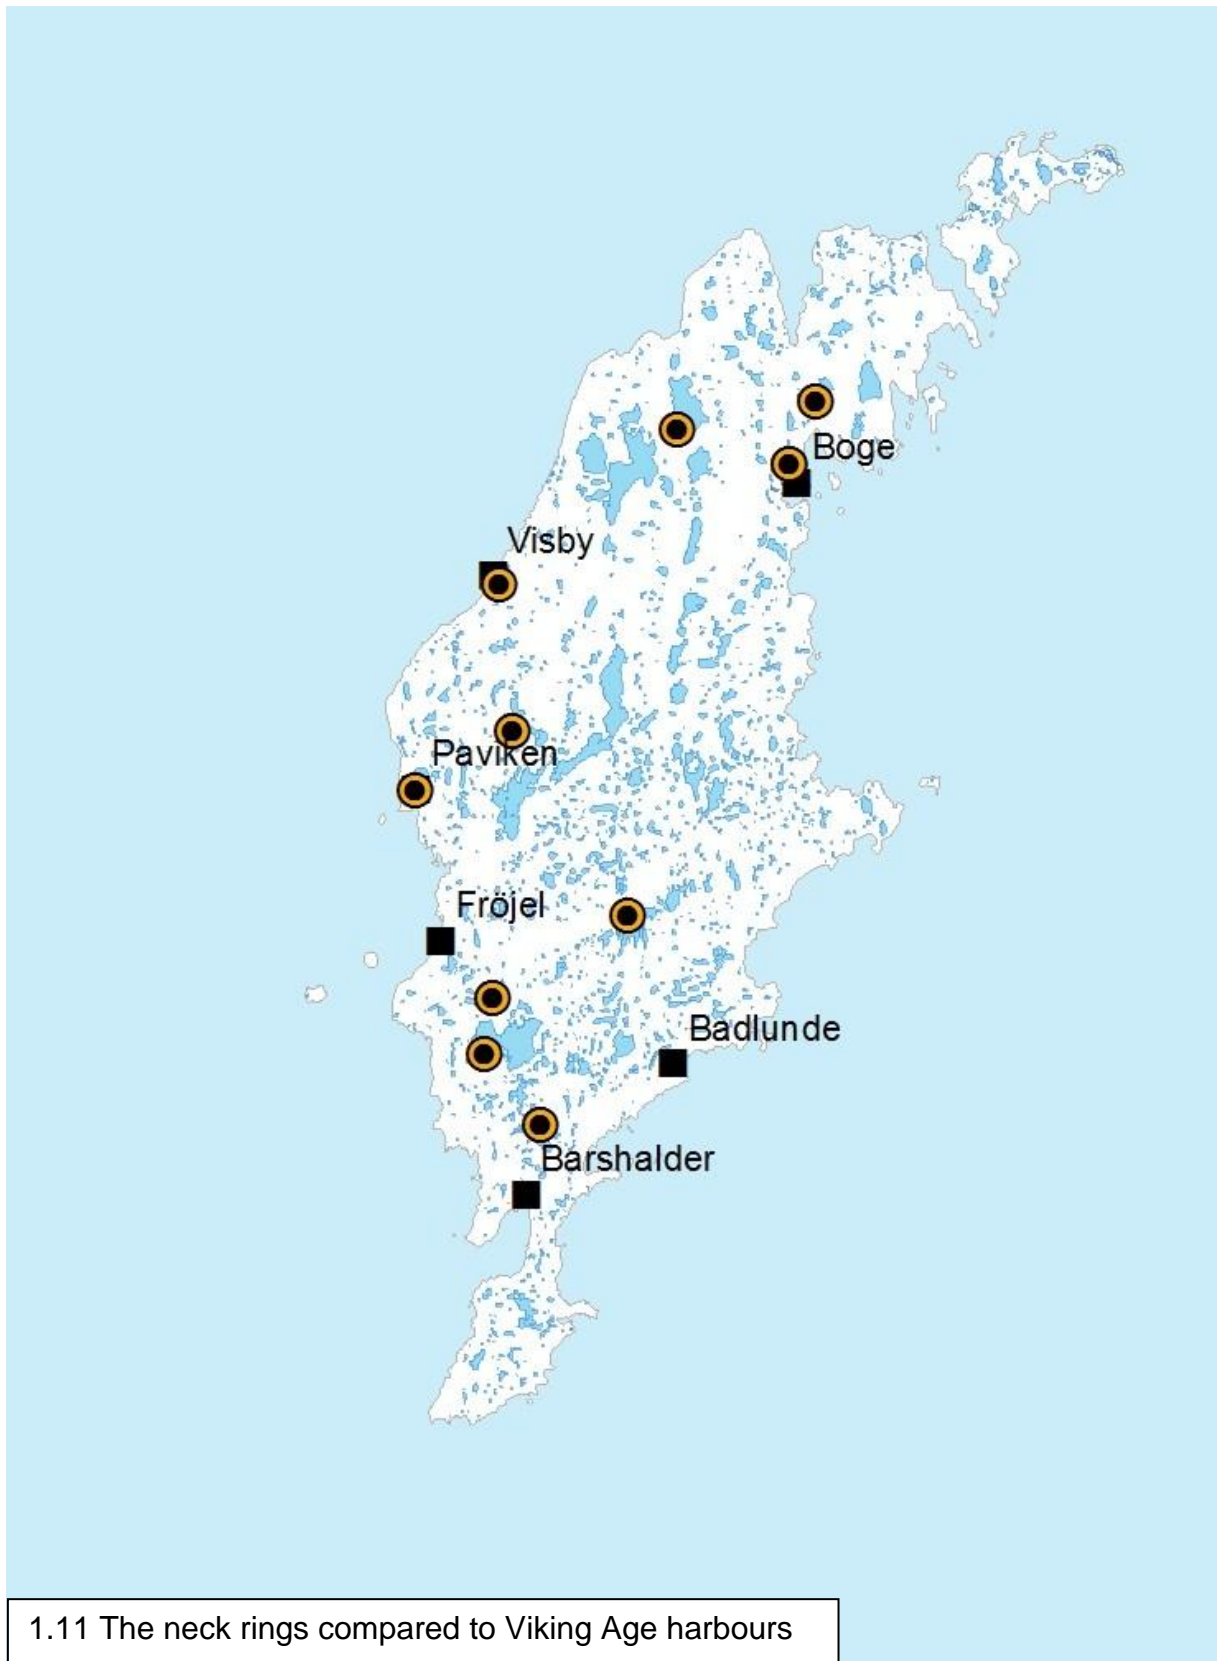 Boge
Visby
Paviken
Fröjel
Badlunde
Barshalder
1.11 The neck rings compared to Viking Age harbours